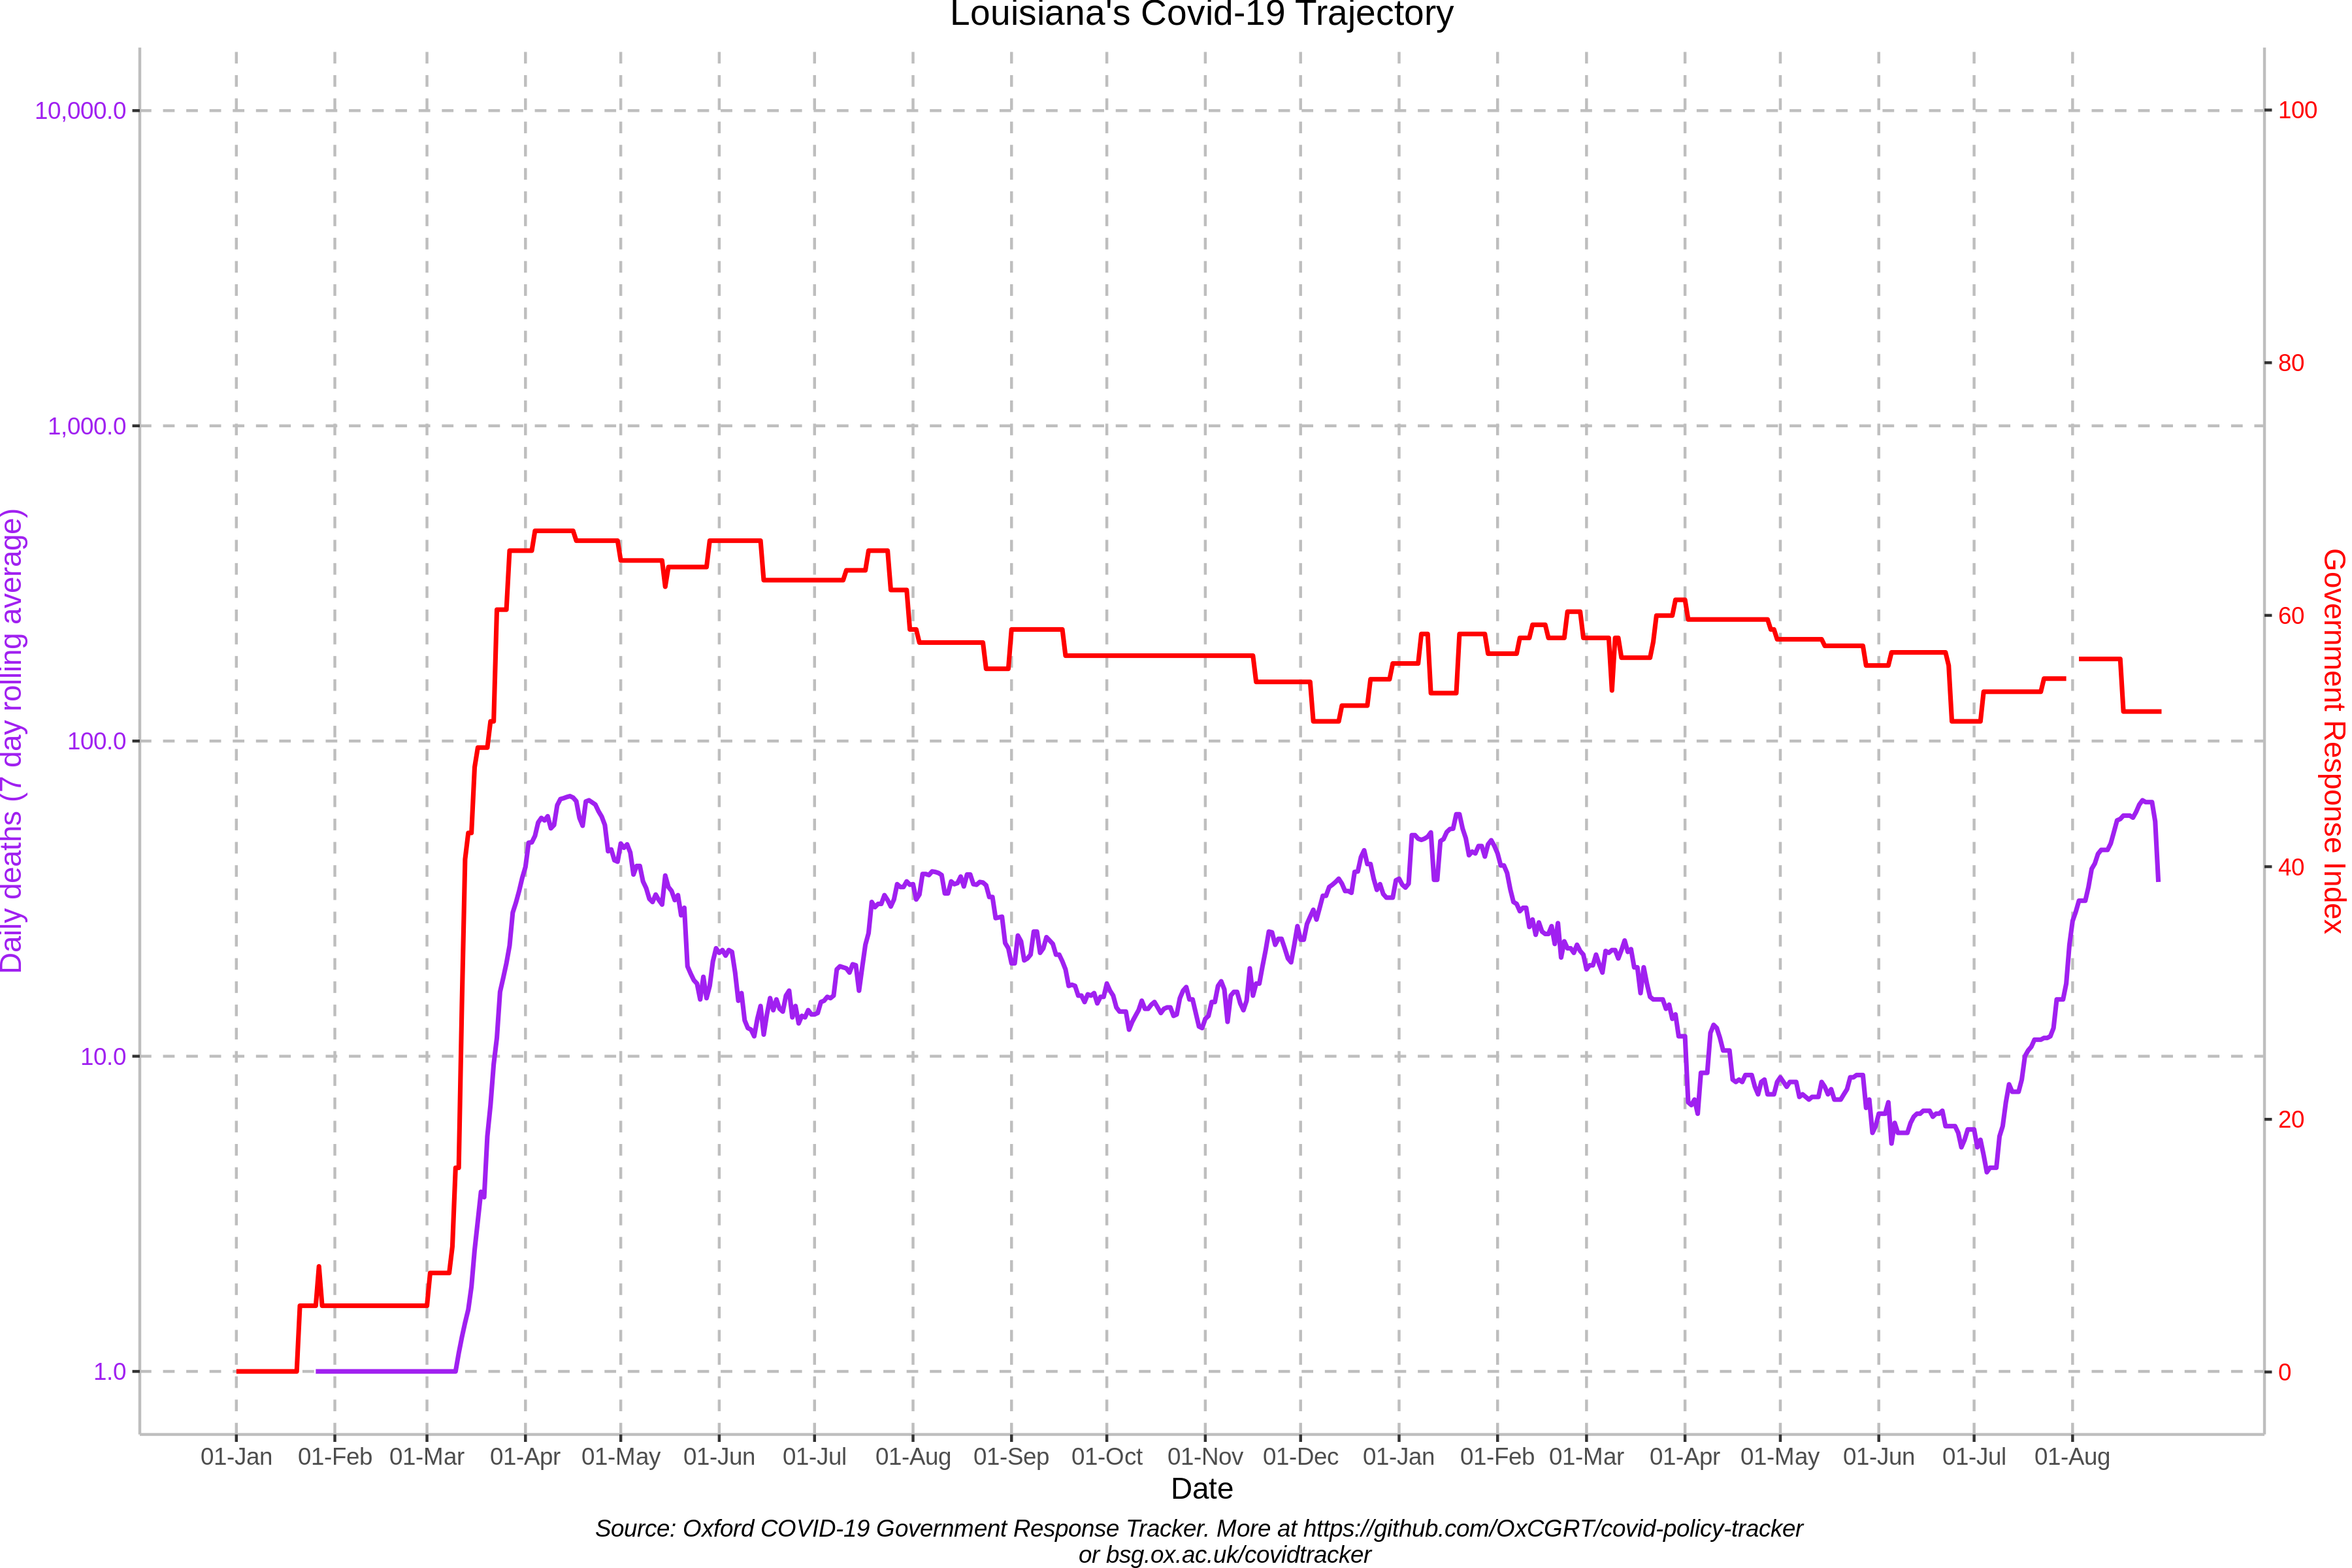 Louisiana's Covid-19 Trajectory
10,000.0
1,000.0
100.0
10.0
1.0
Daily deaths (7 day rolling average)
100
80
60
40
20
0
Government Response Index
01-Jan 01-Feb 01-Mar 01-Apr 01-May 01-Jun 01-Jul 01-Aug 01-Sep 01-Oct 01-Nov 01-Dec 01-Jan 01-Feb 01-Mar 01-Apr 01-May 01-Jun 01-Jul 01-Aug
Date
Source: Oxford COVID-19 Government Response Tracker. More at https://github.com/OxCGRT/covid-policy-tracker
or bsg.ox.ac.uk/covidtracker